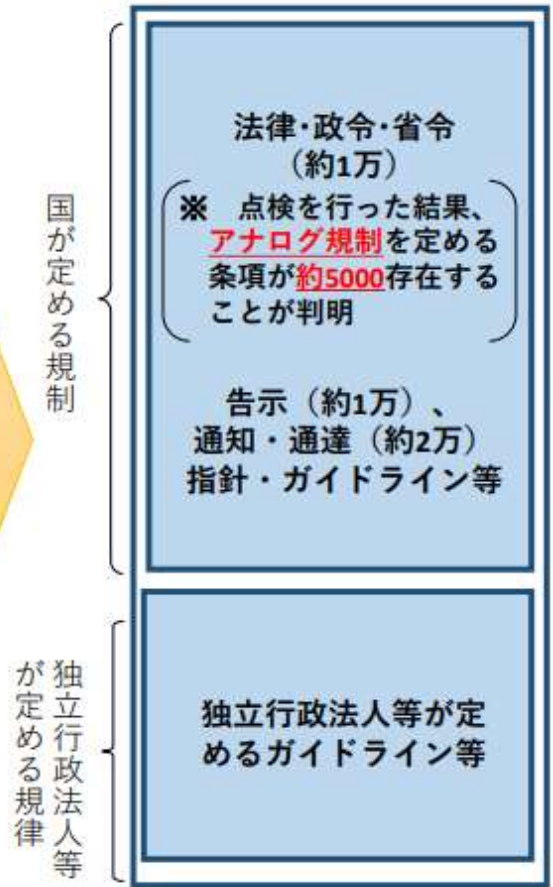 国が定める規制
法律・政令・省令
（約1万）
※　点検を行った結果、
アナログ規制を定める
条項が約5000存在する
ことが判明
告示（約1万）、
通知・通達（約2万）
指針・ガイドライン等
独立行政法人等
が定める規律
独立行政法人等が定
めるガイドライン等